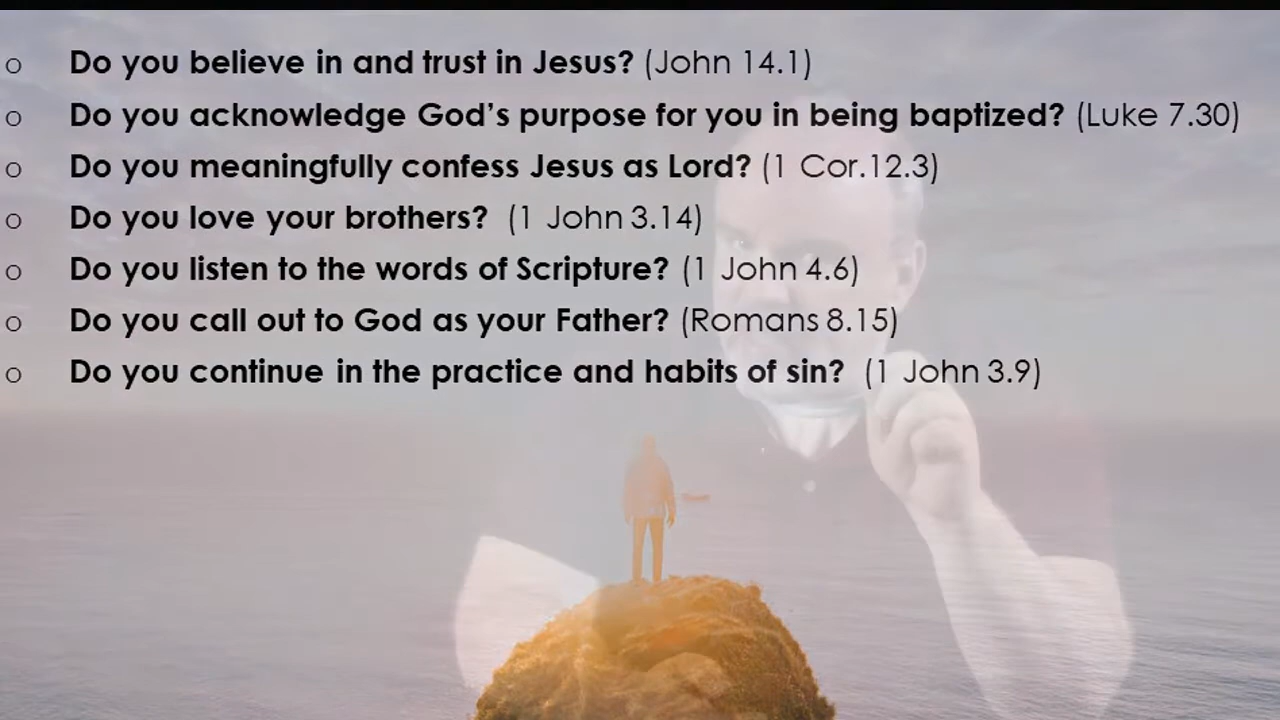 o Do you believe in and trust in Jesus? (John 14.1)
o Do you acknowledge God’s purpose for you in being baptized? (Luke 7.30)
o Do you meaningfully confess Jesus as Lord? (1 Cor.12.3)
o Do you love your brothers? (1 John 3.14)
o Do you listen to the words of Scripture? (1 John 4.6)
o Do you call out to God as your Father? (Romans 8.15)
o Do you continue in the practice and habits of sin? (1 John 3.9)